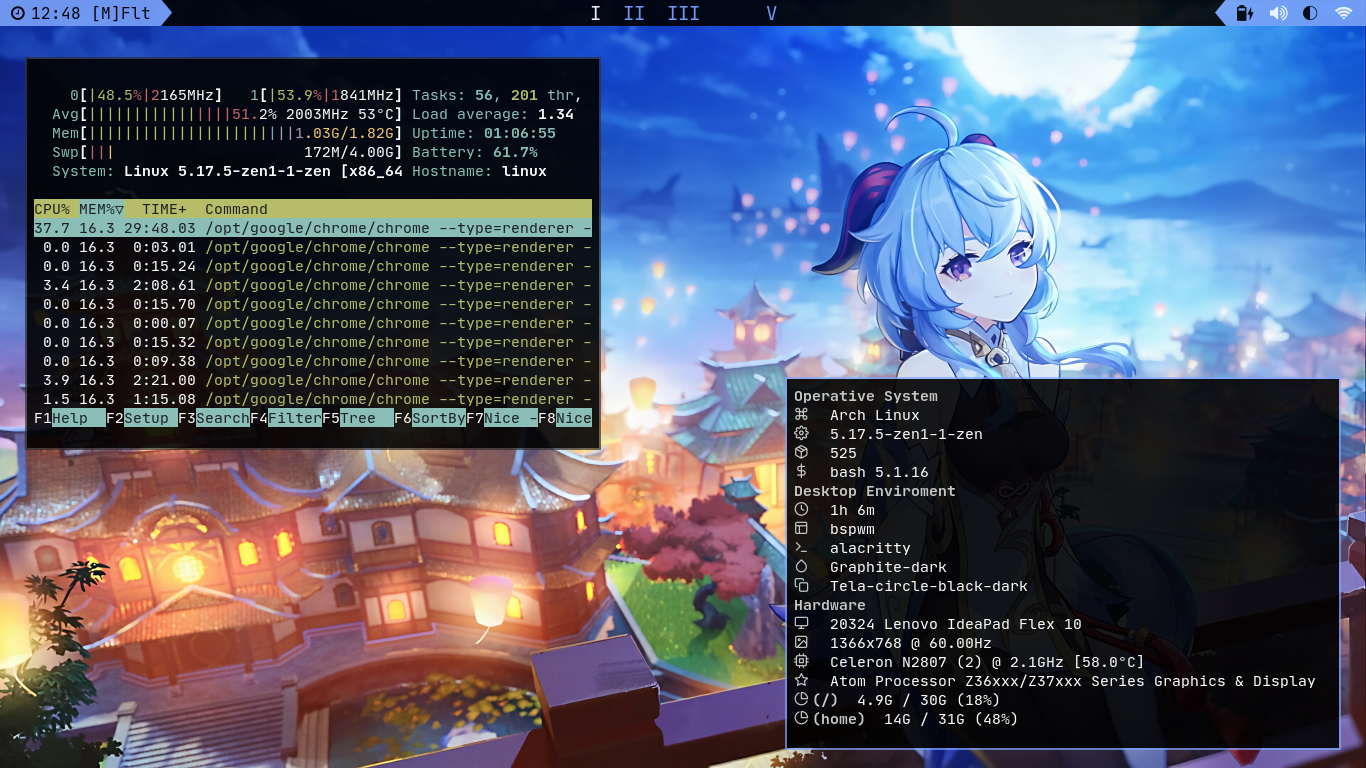 12:48 [M]Flt I II III V
0[|48.5%|2165MHz] 1[|53.9%|1841MHz] Tasks: 56, 201 thr,
Avg[||||||||||||||||51.2% 2003MHz 53°C] Load average: 1.34
Mem[|||||||||||||||||||||||1.03G/1.82G] Uptime: 01:06:55
Swp[||| 172M/4.00G] Battery: 61.7%
System: Linux 5.17.5-zen1-1-zen [x86_64 Hostname: linux
CPU% MEM%▽ TIME+ Command
37.7 16.3 29:48.03 /opt/google/chrome/chrome --type=renderer -
0.0 16.3 0:03.01 /opt/google/chrome/chrome --type=renderer -
0.0 16.3 0:15.24 /opt/google/chrome/chrome --type=renderer -
3.4 16.3 2:08.61 /opt/google/chrome/chrome --type=renderer -
0.0 16.3 0:15.70 /opt/google/chrome/chrome --type=renderer -
0.0 16.3 0:00.07 /opt/google/chrome/chrome --type=renderer -
0.0 16.3 0:15.32 /opt/google/chrome/chrome --type=renderer -
0.0 16.3 0:09.38 /opt/google/chrome/chrome --type=renderer -
3.9 16.3 2:21.00 /opt/google/chrome/chrome --type=renderer -
1.5 16.3 1:15.08 /opt/google/chrome/chrome --type=renderer -
F1Help F2Setup F3SearchF4FilterF5Tree F6SortByF7Nice -F8Nice
Operative System
⌘ Arch Linux
5.17.5-zen1-1-zen
525
$ bash 5.1.16
Desktop Enviroment
1h 6m
bspwm
>_ alacritty
Graphite-dark
Tela-circle-black-dark
Hardware
20324 Lenovo IdeaPad Flex 10
1366x768 @ 60.00Hz
Celeron N2807 (2) @ 2.1GHz [58.0°C]
Atom Processor Z36xxx/Z37xxx Series Graphics & Display
(/) 4.9G / 30G (18%)
(home) 14G / 31G (48%)